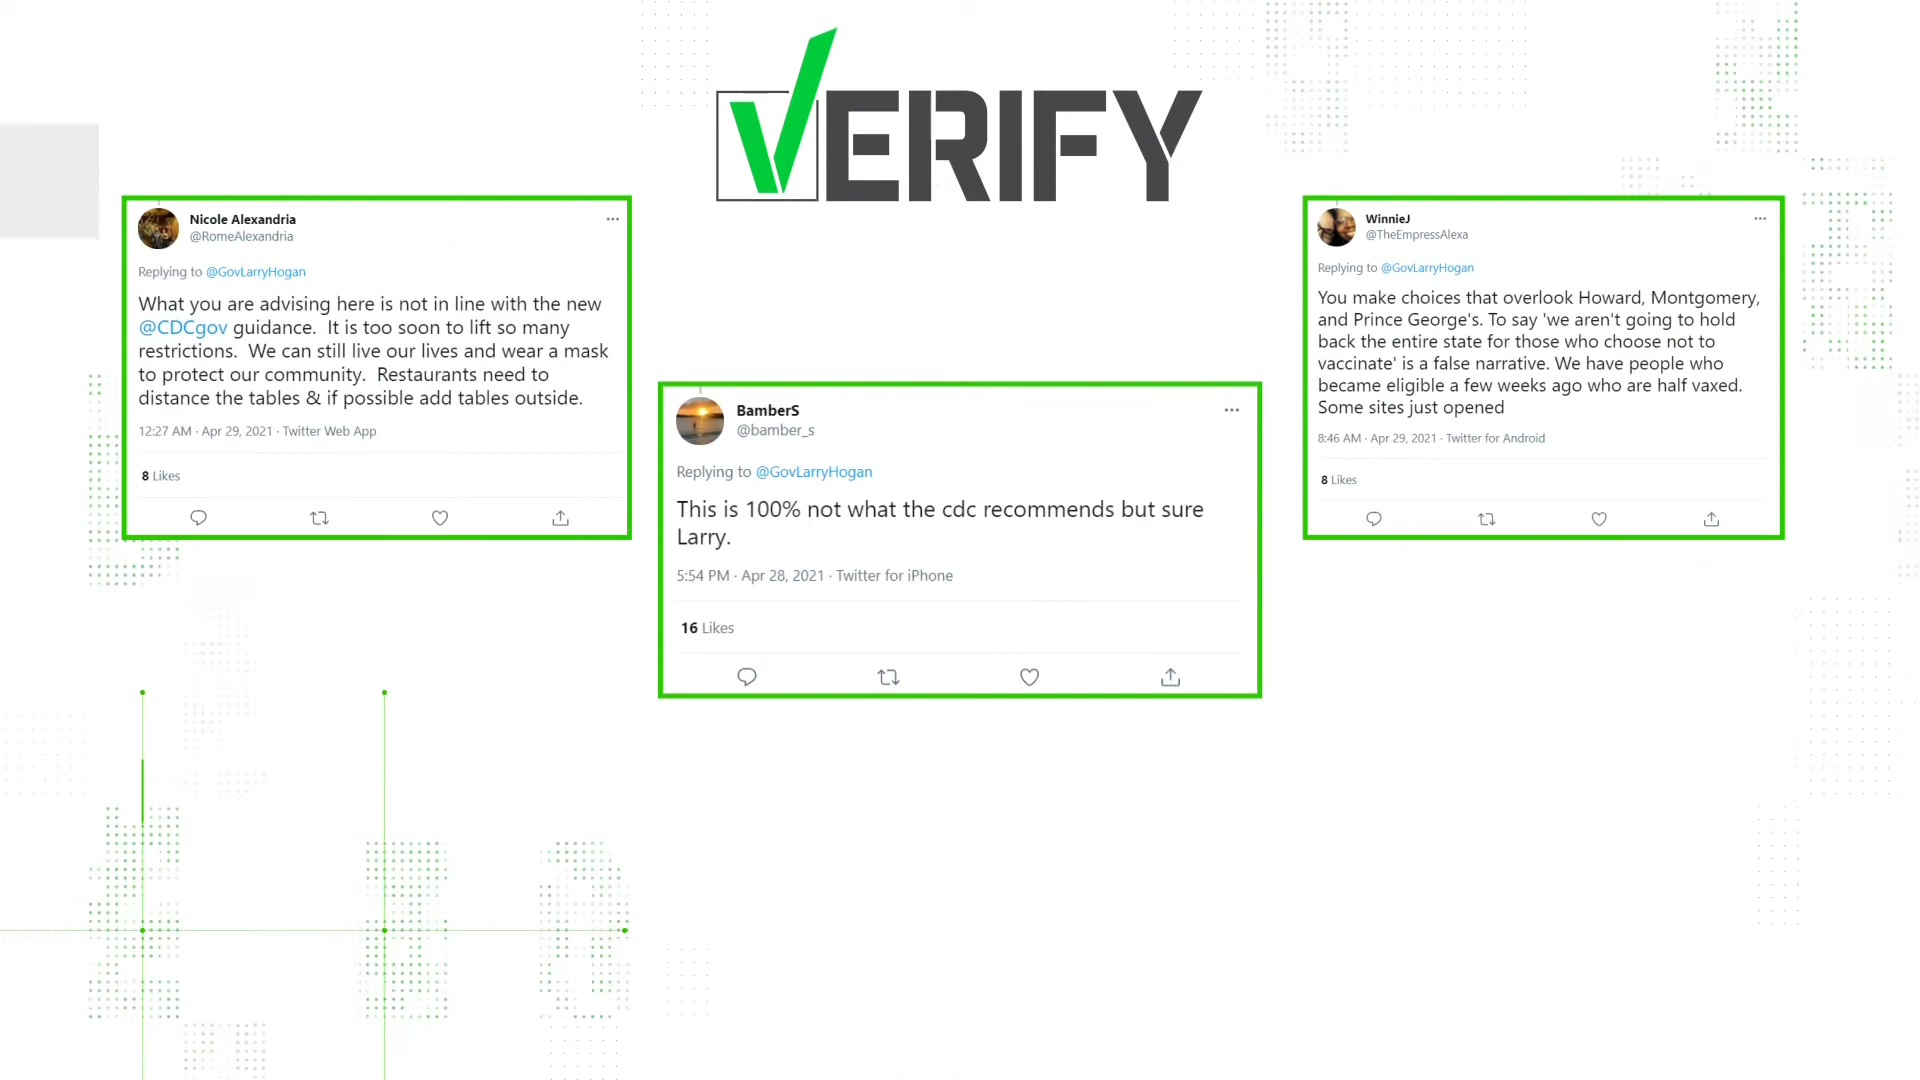 VERIFY
Nicole Alexandria
@RomeAlexandria
Replying to @GovLarryHogan
What you are advising here is not in line with the new
@CDCgov guidance.  It is too soon to lift so many
restrictions.  We can still live our lives and wear a mask
to protect our community.  Restaurants need to
distance the tables & if possible add tables outside.
12:27 AM · Apr 29, 2021 · Twitter Web App
8 Likes
BamberS
@bamber_s
Replying to @GovLarryHogan
This is 100% not what the cdc recommends but sure
Larry.
5:54 PM · Apr 28, 2021 · Twitter for iPhone
16 Likes
WinnieJ
@TheEmpressAlexa
Replying to @GovLarryHogan
You make choices that overlook Howard, Montgomery,
and Prince George's. To say 'we aren't going to hold
back the entire state for those who choose not to
vaccinate' is a false narrative. We have people who
became eligible a few weeks ago who are half vaxed.
Some sites just opened
8:46 AM · Apr 29, 2021 · Twitter for Android
8 Likes